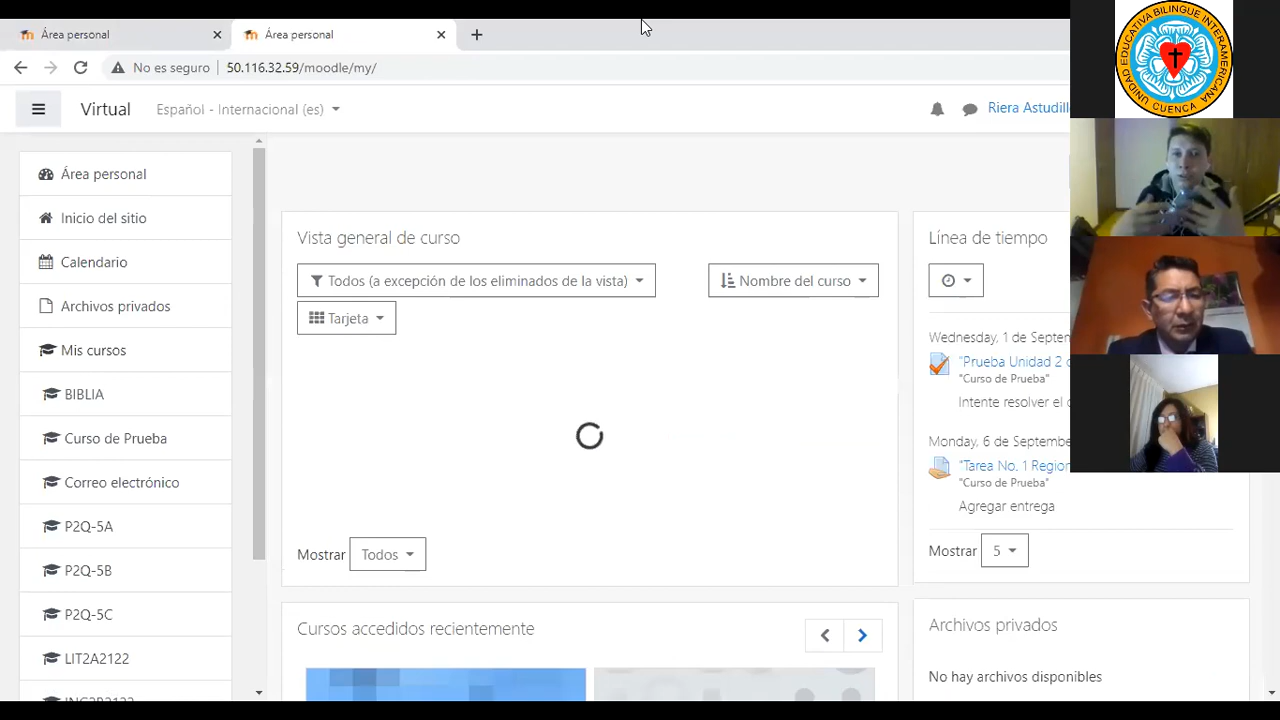 Área personal
Área personal
No es seguro
50.116.32.59/moodle/my/
Virtual
Español - Internacional (es)
Riera Astudill
UNIDAD EDUCATIVA BILINGUE INTERAMERICANA
CUENCA
Área personal
Inicio del sitio
Calendario
Archivos privados
Mis cursos
BIBLIA
Curso de Prueba
Correo electrónico
P2Q-5A
P2Q-5B
P2Q-5C
LIT2A2122
Vista general de curso
Todos (a excepción de los eliminados de la vista)
Nombre del curso
Tarjeta
Mostrar Todos
Cursos accedidos recientemente
Línea de tiempo
Wednesday, 1 de Septem
"Prueba Unidad 2
"Curso de Prueba"
Intente resolver el
Monday, 6 de Septembe
"Tarea No. 1 Region
"Curso de Prueba"
Agregar entrega
Mostrar 5
Archivos privados
No hay archivos disponibles